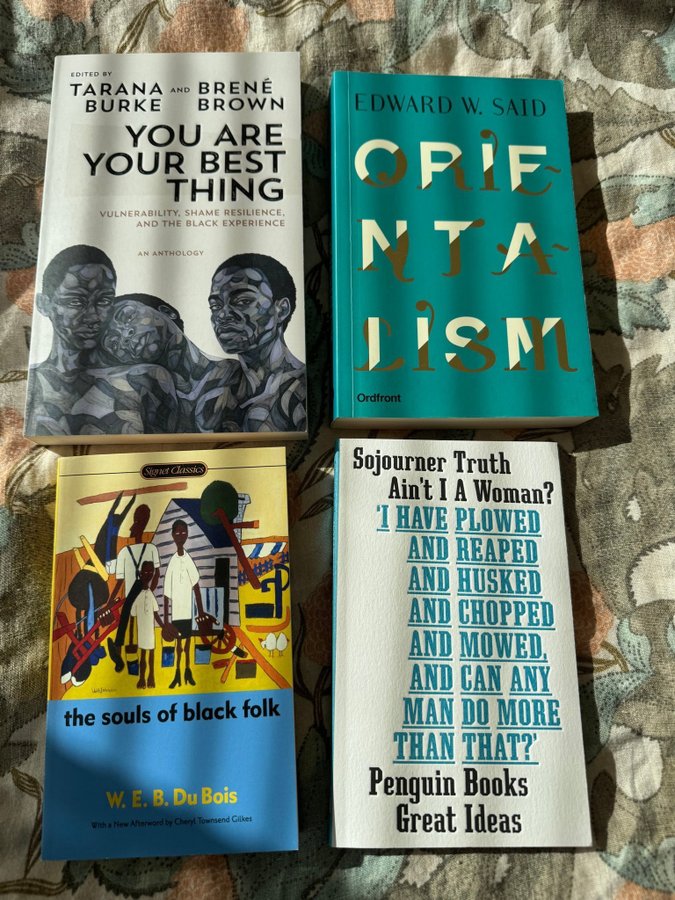 EDITED BY
TARANA AND BRENÉ
BURKE BROWN
YOU ARE
YOUR BEST
THING
VULNERABILITY, SHAME RESILIENCE,
AND THE BLACK EXPERIENCE
AN ANTHOLOGY
EDWARD W. SAID
ORIE
NTA
LISM
Ordfront
Signet Classics
the souls of black folk
W. E. B. Du Bois
With a New Afterword by Cheryl Townsend Gilkes
Sojourner Truth
Ain't I A Woman?
'I HAVE PLOWED
AND REAPED
AND HUSKED
AND CHOPPED
AND MOWED,
AND CAN ANY
MAN DO MORE
THAN THAT?'
Penguin Books
Great Ideas